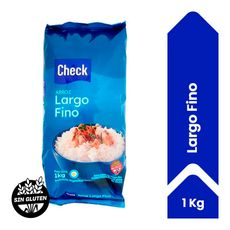 Check
ARROZ
Largo
Fino
1kg
SIN GLUTEN
Largo Fino
1 Kg